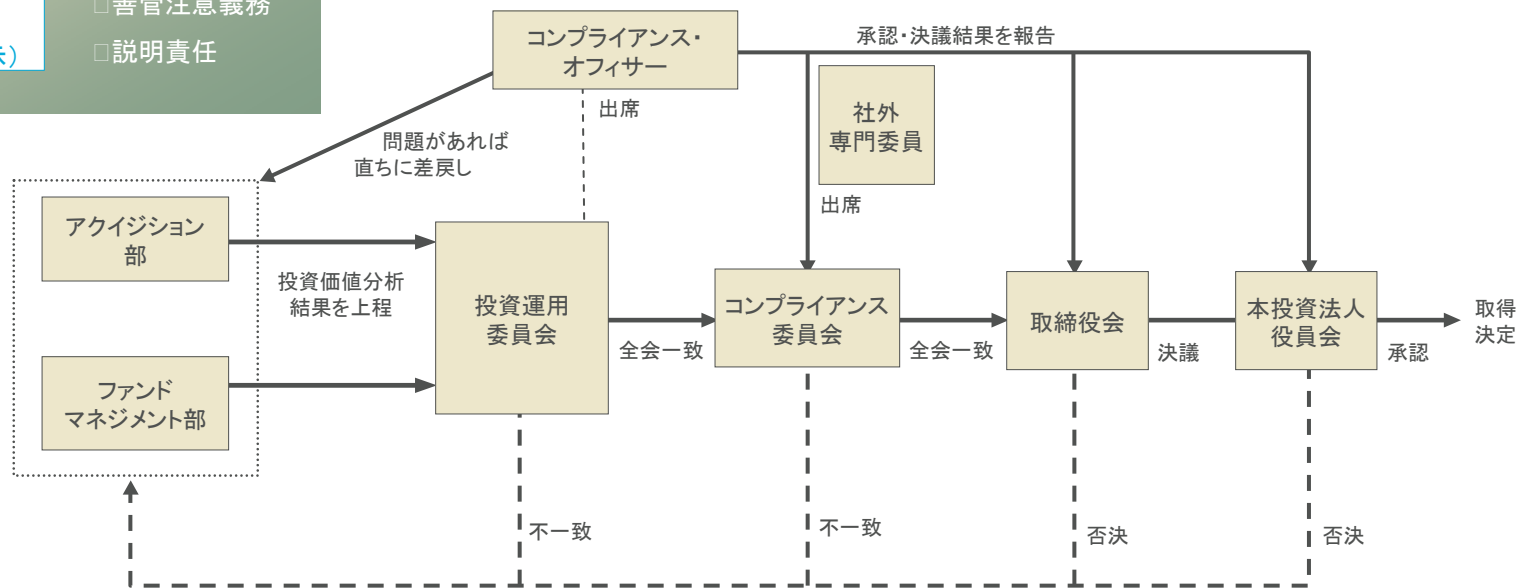 □善管注意義務
□説明責任
コンプライアンス・
オフィサー
承認・決議結果を報告
出席
社外
専門委員
問題があれば
直ちに差戻し
出席
アクイジション
部
投資価値分析
結果を上程
投資運用
委員会
コンプライアンス
委員会
取締役会
本投資法人
役員会
取得
決定
全会一致
全会一致
決議
承認
ファンド
マネジメント部
不一致
不一致
否決
否決